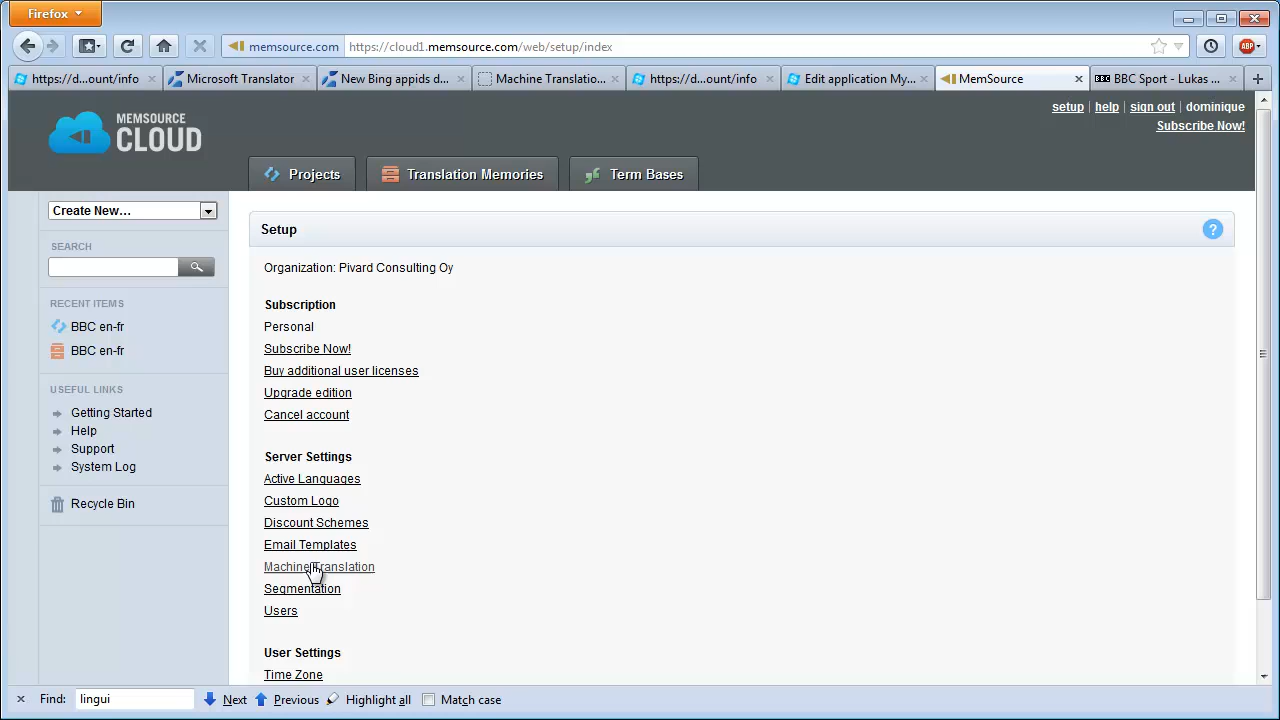 Firefox
memsource.com https://cloud1.memsource.com/web/setup/index
https://d...ount/info Microsoft Translator New Bing appids d... Machine Translatio... https://d...ount/info Edit application My... MemSource BBC Sport - Lukas ...
setup | help | sign out | dominique
Subscribe Now!
MEMSOURCE
CLOUD
Projects Translation Memories Term Bases
Create New...
SEARCH
RECENT ITEMS
BBC en-fr
BBC en-fr
USEFUL LINKS
Getting Started
Help
Support
System Log
Recycle Bin
Setup ?
Organization: Pivard Consulting Oy
Subscription
Personal
Subscribe Now!
Buy additional user licenses
Upgrade edition
Cancel account
Server Settings
Active Languages
Custom Logo
Discount Schemes
Email Templates
Machine Translation
Segmentation
Users
User Settings
Time Zone
Find: lingui Next Previous Highlight all Match case